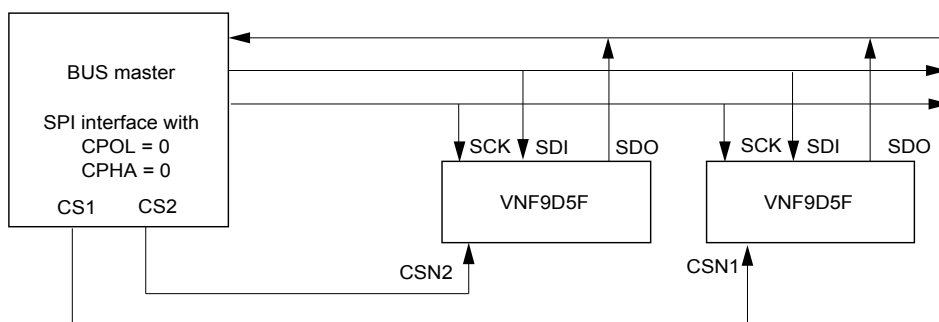 BUS master
SPI interface with
CPOL = 0
CPHA = 0
CS1 CS2
SCK SDI SDO
VNF9D5F
CSN2
SCK SDI SDO
VNF9D5F
CSN1